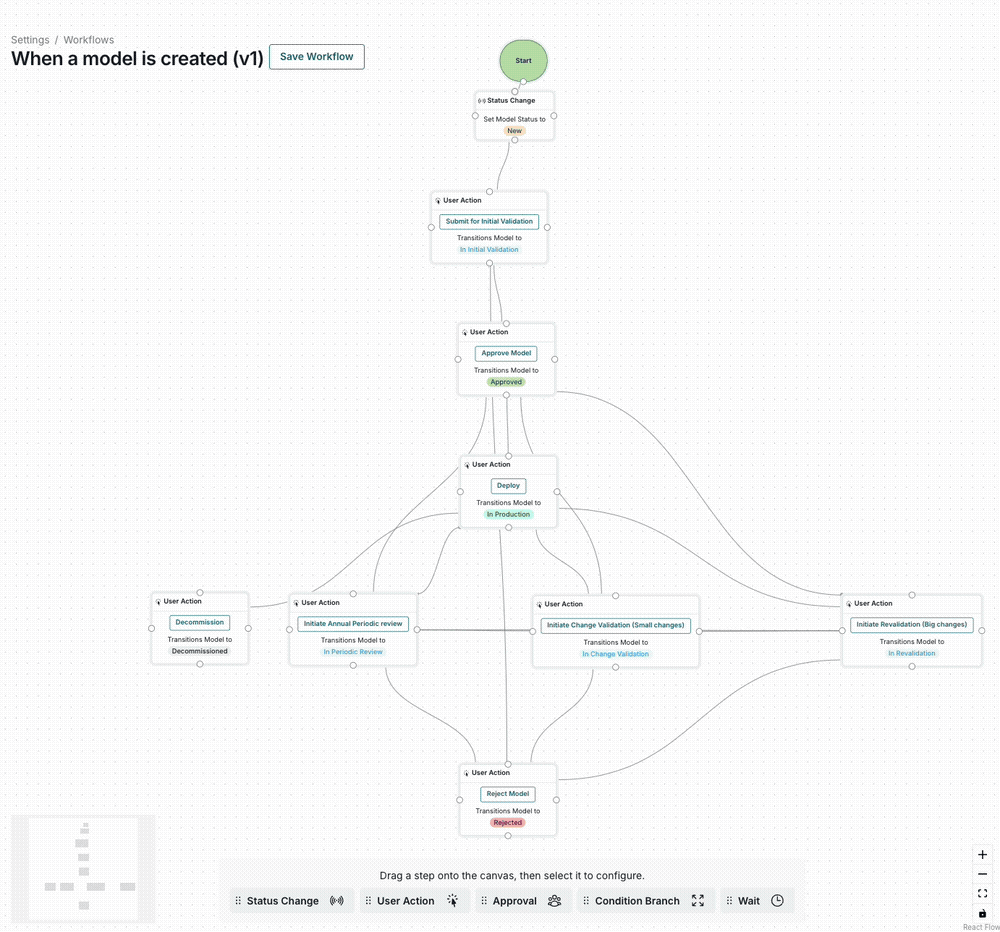 Settings / Workflows
When a model is created (v1)
Save Workflow
Start
Status Change
Set Model Status to
New
User Action
Submit for Initial Validation
Transitions Model to
In Initial Validation
User Action
Approve Model
Transitions Model to
Approved
User Action
Deploy
Transitions Model to
In Production
User Action
Decommission
Transitions Model to
Decommissioned
User Action
Initiate Annual Periodic review
Transitions Model to
In Periodic Review
User Action
Initiate Change Validation (Small changes)
Transitions Model to
In Change Validation
User Action
Initiate Revalidation (Big changes)
Transitions Model to
In Revalidation
User Action
Reject Model
Transitions Model to
Rejected
Drag a step onto the canvas, then select it to configure.
Status Change
User Action
Approval
Condition Branch
Wait
React Flow